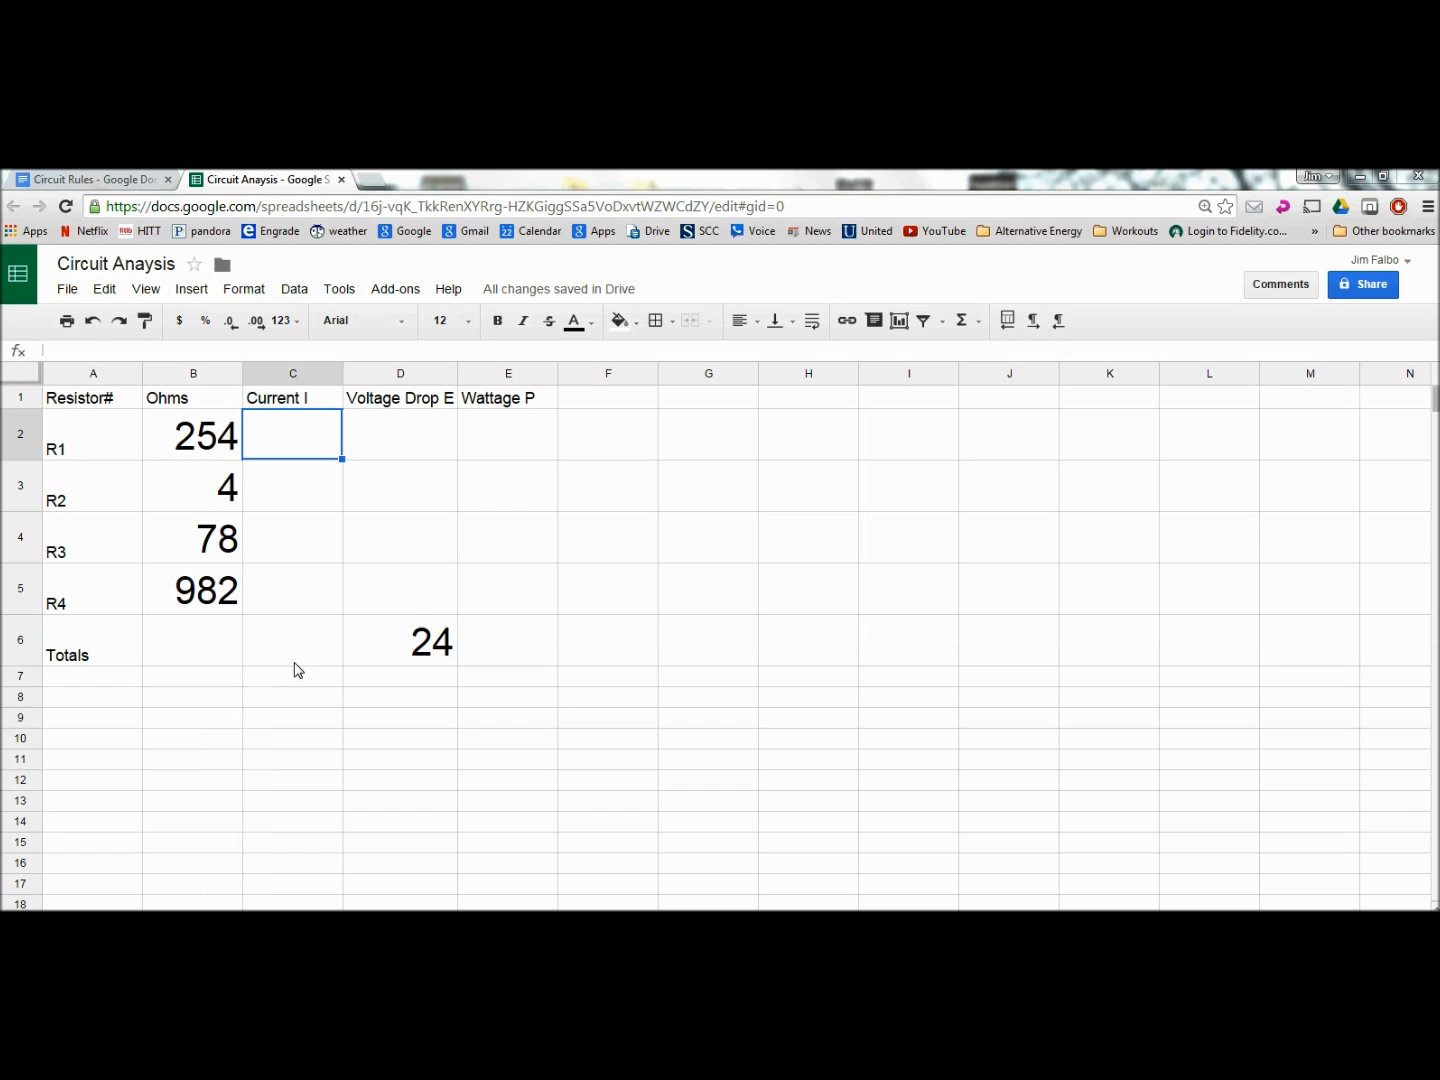 Circuit Rules - Google Doc × Circuit Anaysis - Google S × Jim
https://docs.google.com/spreadsheets/d/16j-vqK_TkkRenXYRrg-HZKGiggSSa5VoDxvtWZWCdZY/edit#gid=0
Apps Netflix HITT pandora Engrade weather Google Gmail Calendar Apps Drive SCC Voice News United YouTube Alternative Energy Workouts Login to Fidelity.co... » Other bookmarks
Circuit Anaysis Jim Falbo
File Edit View Insert Format Data Tools Add-ons Help All changes saved in Drive Comments Share
$ % .0 .00 123 Arial 12 B I S A Σ
fx
A B C D E F G H I J K L M N
1 Resistor# Ohms Current I Voltage Drop E Wattage P
2 R1 254
3 R2 4
4 R3 78
5 R4 982
6 Totals 24
7
8
9
10
11
12
13
14
15
16
17
18